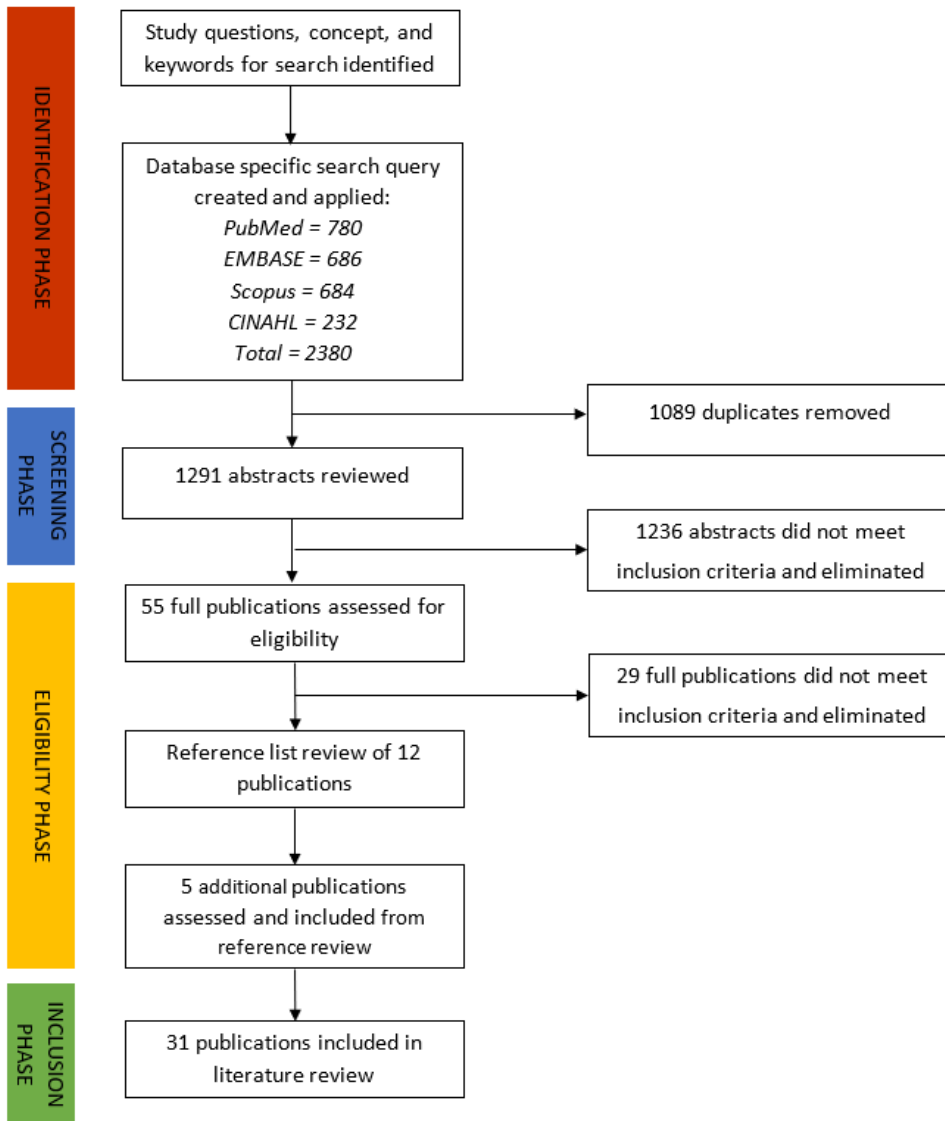 IDENTIFICATION PHASE
Study questions, concept, and
keywords for search identified
Database specific search query
created and applied:
PubMed = 780
EMBASE = 686
Scopus = 684
CINAHL = 232
Total = 2380
SCREENING
PHASE
1089 duplicates removed
1291 abstracts reviewed
1236 abstracts did not meet
inclusion criteria and eliminated
ELIGIBILITY PHASE
55 full publications assessed for
eligibility
29 full publications did not meet
inclusion criteria and eliminated
Reference list review of 12
publications
5 additional publications
assessed and included from
reference review
INCLUSION
PHASE
31 publications included in
literature review